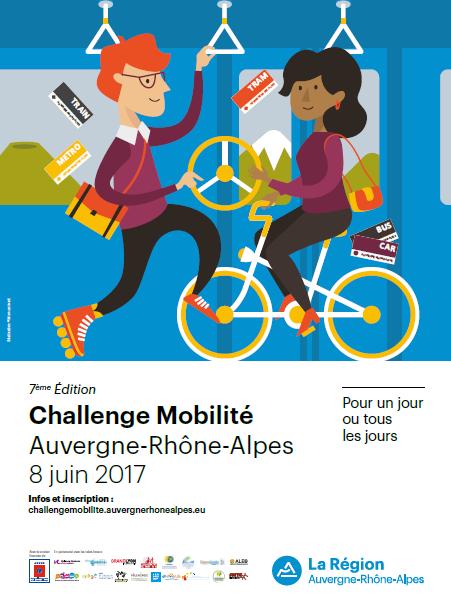 TRAIN
METRO
TRAM
BUS
CAR
7ème Édition
Challenge Mobilité
Auvergne-Rhône-Alpes
8 juin 2017
Infos et inscription :
challengemobilite.auvergnerhonealpes.eu
Pour un jour
ou tous
les jours
La Région
Auvergne-Rhône-Alpes